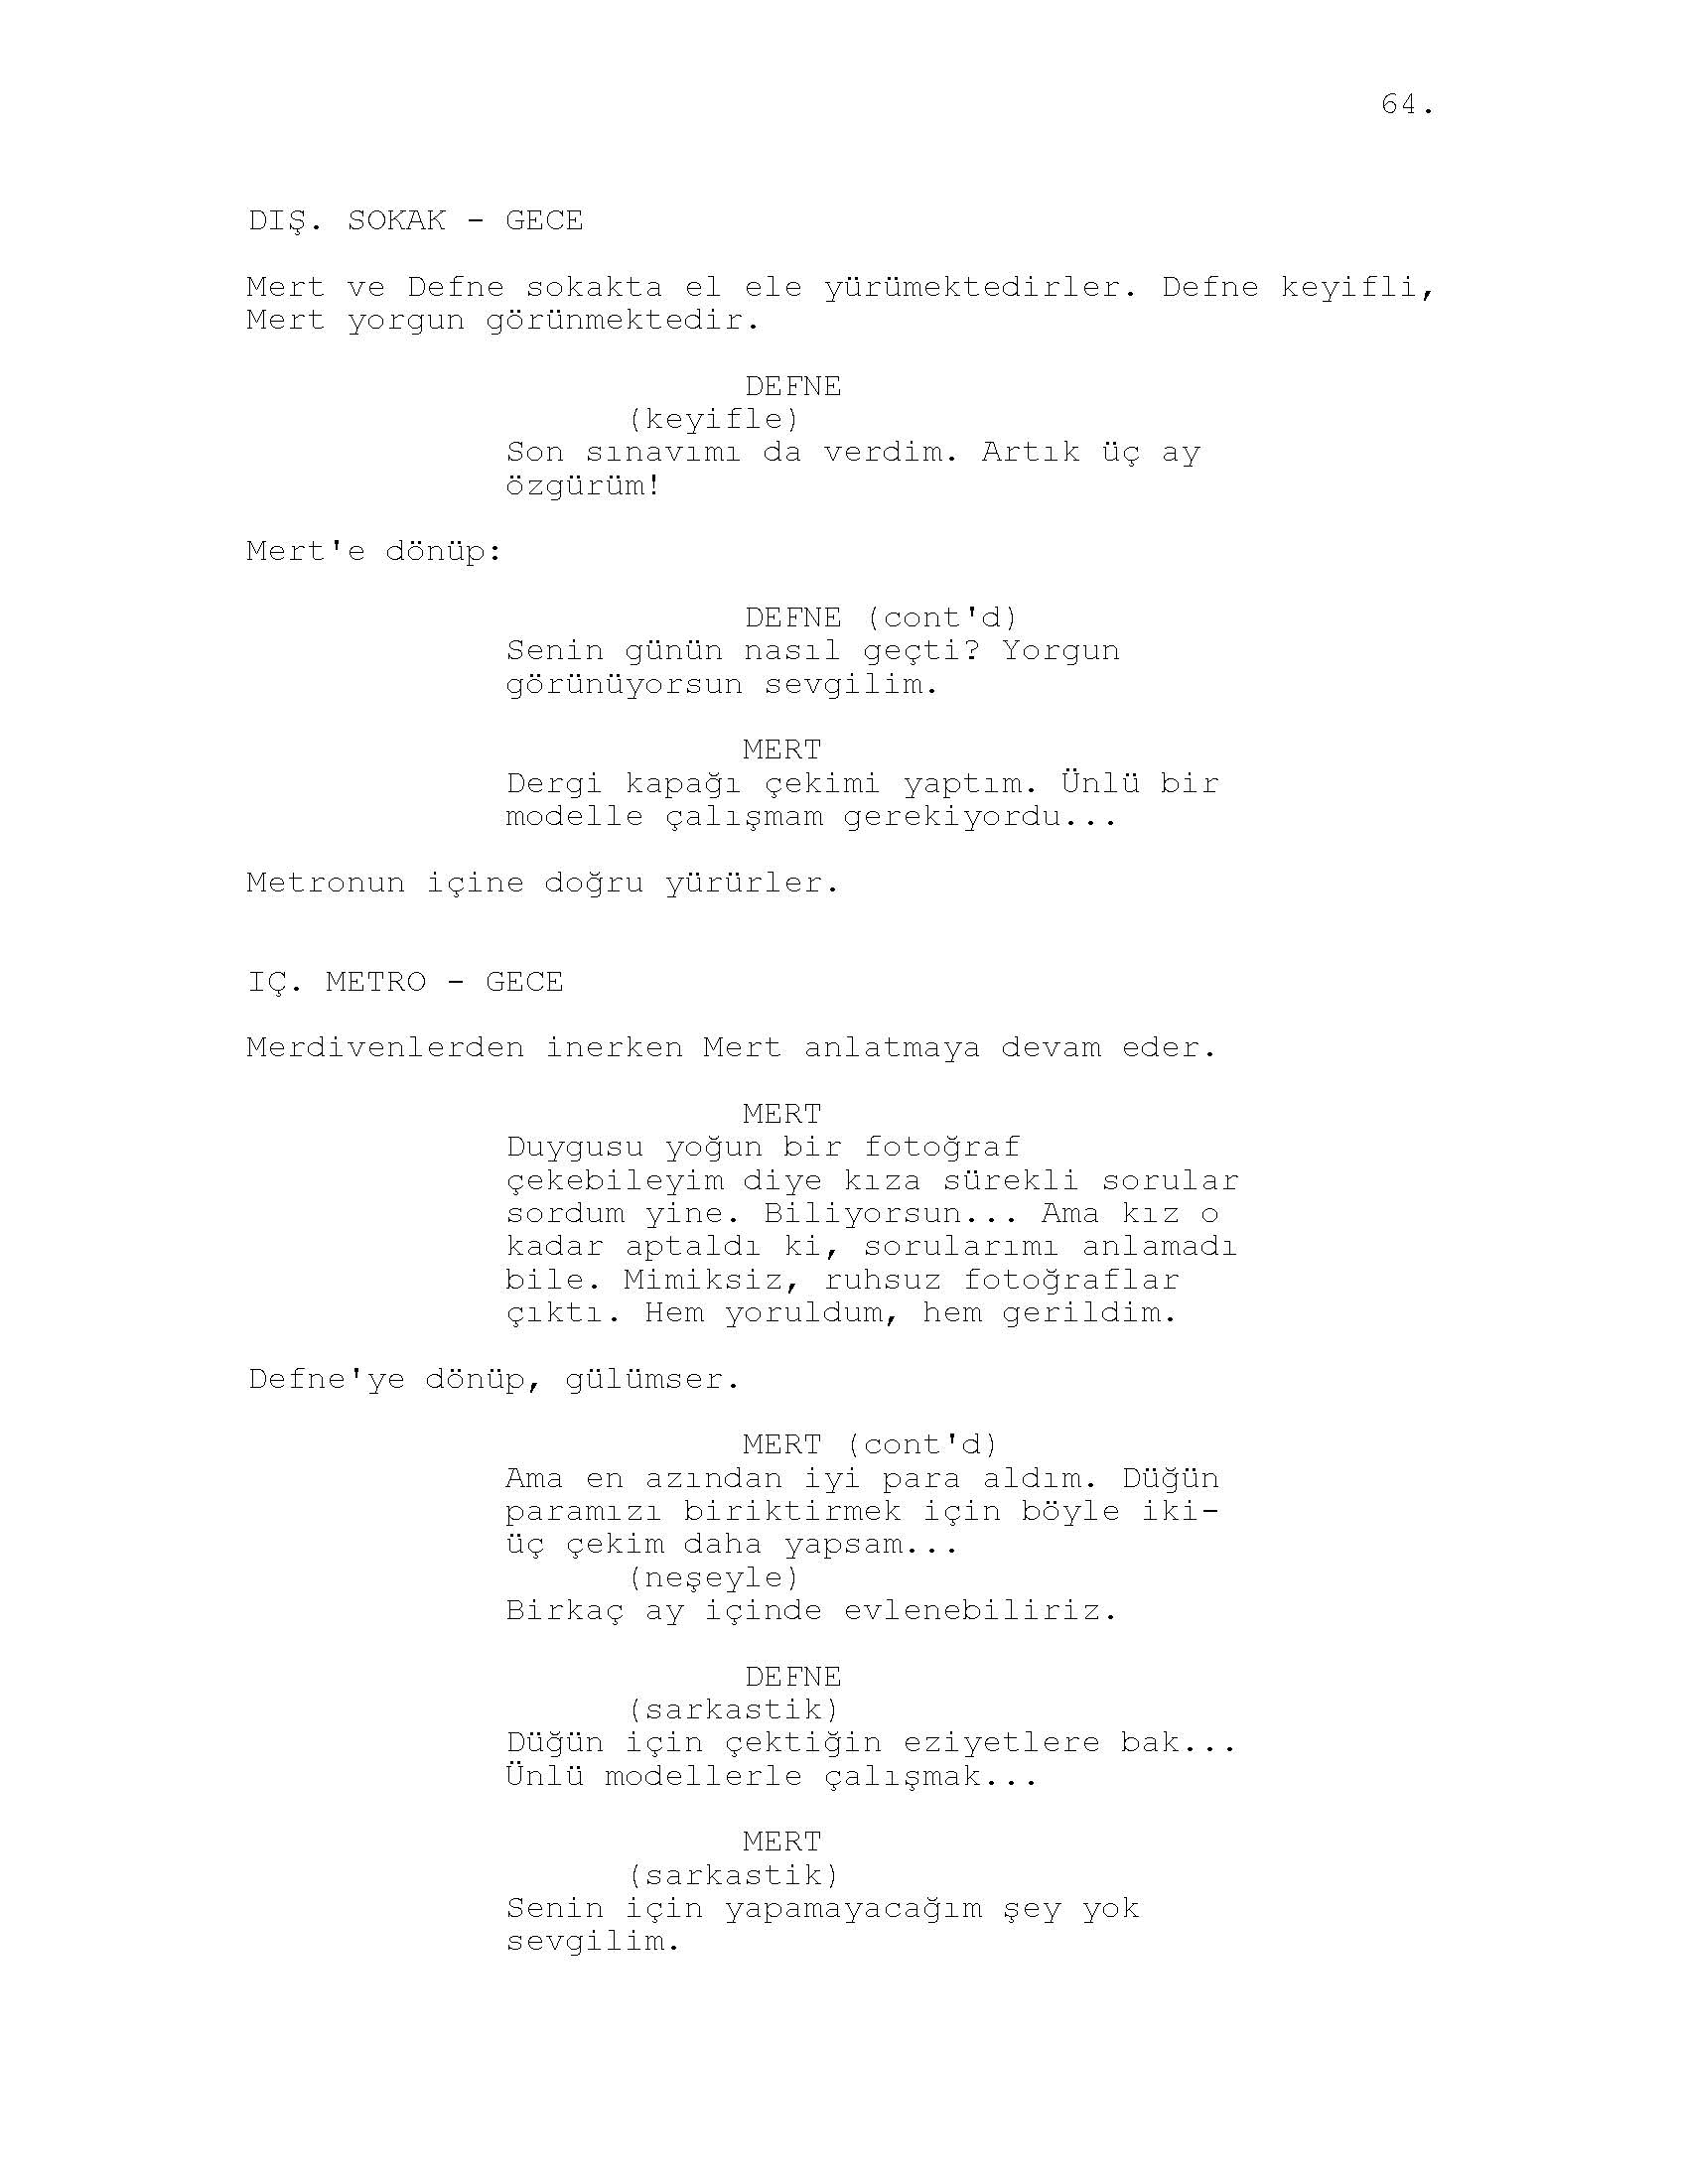 64.
DIŞ. SOKAK - GECE
Mert ve Defne sokakta el ele yürümektedirler. Defne keyifli,
Mert yorgun görünmektedir.
DEFNE
(keyifle)
Son sınavımı da verdim. Artık üç ay
özgürüm!
Mert'e dönüp:
DEFNE (cont'd)
Senin günün nasıl geçti? Yorgun
görünüyorsun sevgilim.
MERT
Dergi kapağı çekimi yaptım. Ünlü bir
modelle çalışmam gerekiyordu...
Metronun içine doğru yürürler.
IÇ. METRO - GECE
Merdivenlerden inerken Mert anlatmaya devam eder.
MERT
Duygusu yoğun bir fotoğraf
çekebileyim diye kıza sürekli sorular
sordum yine. Biliyorsun... Ama kız o
kadar aptaldı ki, sorularımı anlamadı
bile. Mimiksiz, ruhsuz fotoğraflar
çıktı. Hem yoruldum, hem gerildim.
Defne'ye dönüp, gülümser.
MERT (cont'd)
Ama en azından iyi para aldım. Düğün
paramızı biriktirmek için böyle iki-
üç çekim daha yapsam...
(neşeyle)
Birkaç ay içinde evlenebiliriz.
DEFNE
(sarkastik)
Düğün için çektiğin eziyetlere bak...
Ünlü modellerle çalışmak...
MERT
(sarkastik)
Senin için yapamayacağım şey yok
sevgilim.